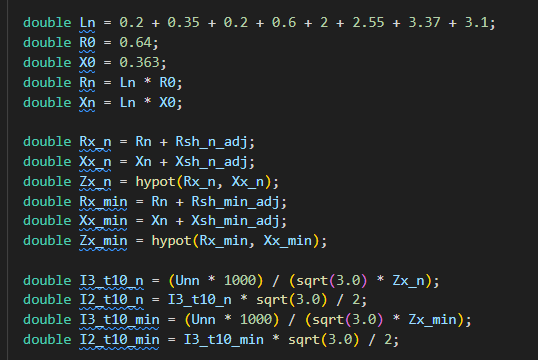 double Ln = 0.2 + 0.35 + 0.2 + 0.6 + 2 + 2.55 + 3.37 + 3.1;
double R0 = 0.64;
double X0 = 0.363;
double Rn = Ln * R0;
double Xn = Ln * X0;
double Rx_n = Rn + Rsh_n_adj;
double Xx_n = Xn + Xsh_n_adj;
double Zx_n = hypot(Rx_n, Xx_n);
double Rx_min = Rn + Rsh_min_adj;
double Xx_min = Xn + Xsh_min_adj;
double Zx_min = hypot(Rx_min, Xx_min);
double I3_t10_n = (Unn * 1000) / (sqrt(3.0) * Zx_n);
double I2_t10_n = I3_t10_n * sqrt(3.0) / 2;
double I3_t10_min = (Unn * 1000) / (sqrt(3.0) * Zx_min);
double I2_t10_min = I3_t10_min * sqrt(3.0) / 2;